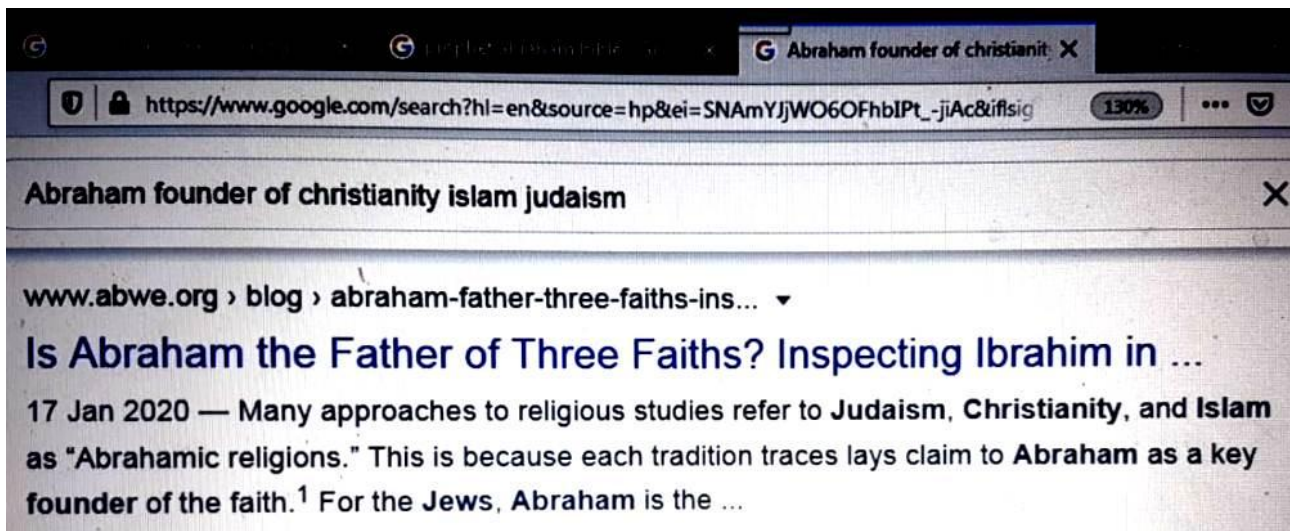 Abraham founder of christianit
https://www.google.com/search?hl=en&source=hp&ei=SNAmYJjWO6OFhbIPt_-jiAc&iflsig
130%
Abraham founder of christianity islam judaism
www.abwe.org › blog › abraham-father-three-faiths-ins...
Is Abraham the Father of Three Faiths? Inspecting Ibrahim in ...
17 Jan 2020 — Many approaches to religious studies refer to Judaism, Christianity, and Islam
as "Abrahamic religions." This is because each tradition traces lays claim to Abraham as a key
founder of the faith.¹ For the Jews, Abraham is the ...